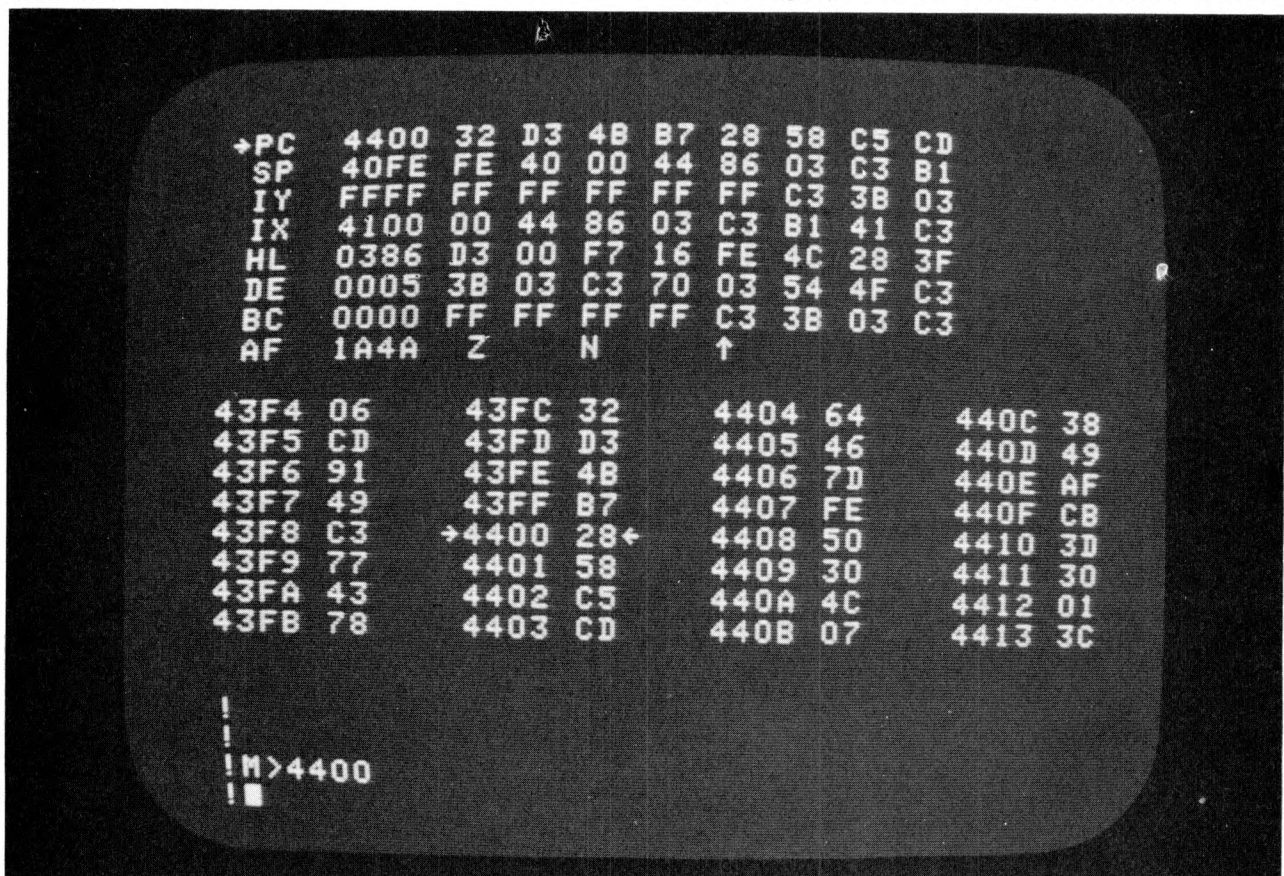 →PC 4400 32 D3 4B B7 28 58 C5 CD
SP 40FE FE 40 00 44 86 03 C3 B1
IY FFFF FF FF FF FF FF C3 3B 03
IX 4100 00 44 86 03 C3 B1 41 C3
HL 0386 D3 00 F7 16 FE 4C 28 3F
DE 0005 3B 03 C3 70 03 54 4F C3
BC 0000 FF FF FF FF C3 3B 03 C3
AF 1A4A Z N ↑
43F4 06 43FC 32 4404 64 440C 38
43F5 CD 43FD D3 4405 46 440D 49
43F6 91 43FE 4B 4406 7D 440E AF
43F7 49 43FF B7 4407 FE 440F CB
43F8 C3 →4400 28← 4408 50 4410 3D
43F9 77 4401 58 4409 30 4411 30
43FA 43 4402 C5 440A 4C 4412 01
43FB 78 4403 CD 440B 07 4413 3C
!
!
!M>4400
!